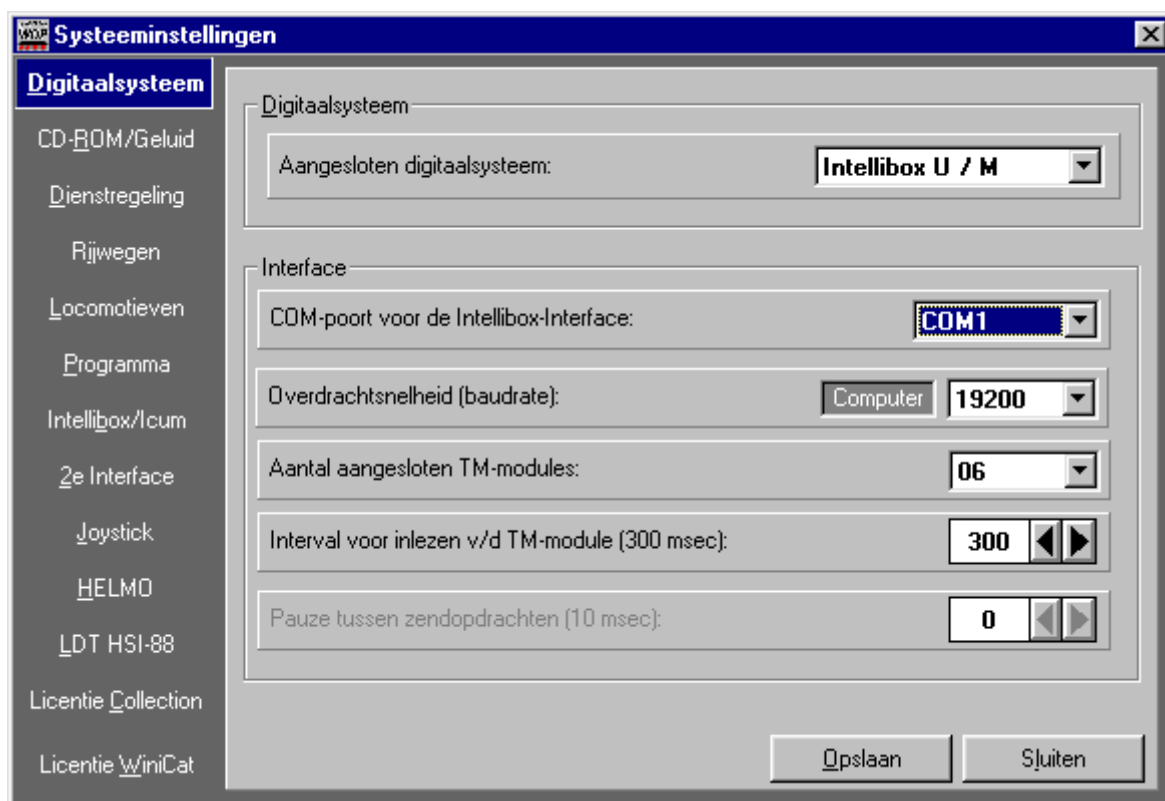 Systeeminstellingen
Digitaalsysteem
CD-ROM/Geluid
Dienstregeling
Rijwegen
Locomotieven
Programma
Intellibox/Icum
2e Interface
Joystick
HELMO
LDT HSI-88
Licentie Collection
Licentie WiniCat
Digitaalsysteem
Aangesloten digitaalsysteem: Intellibox U / M
Interface
COM-poort voor de Intellibox-Interface: COM1
Overdrachtsnelheid (baudrate): Computer 19200
Aantal aangesloten TM-modules: 06
Interval voor inlezen v/d TM-module (300 msec): 300
Pauze tussen zendopdrachten (10 msec): 0
Opslaan Sluiten